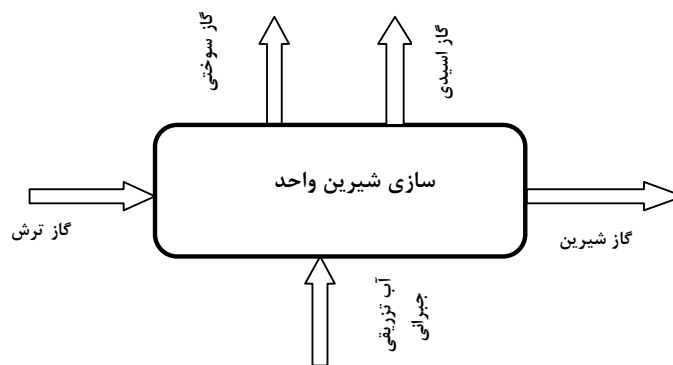 گاز سوختی
گاز اسیدی
سازی شیرین واحد
گاز ترش
گاز شیرین
آب تزریقی
جبرانی